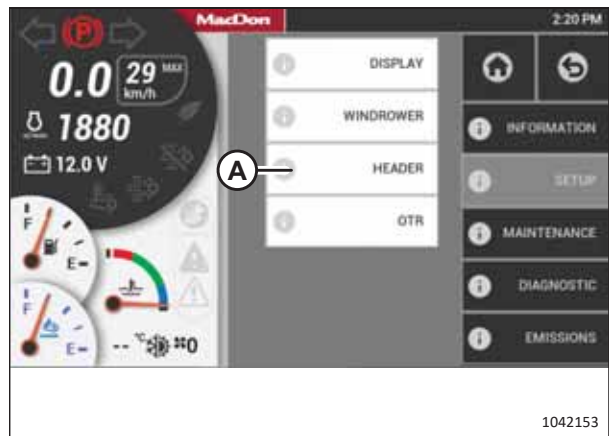 MacDon
2:20 PM
P
0.0 29 MAX
km/h
1880
12.0 V
F
E
F
E
-- °C 0
DISPLAY
WINDROWER
HEADER
OTR
A
INFORMATION
SETUP
MAINTENANCE
DIAGNOSTIC
EMISSIONS
1042153